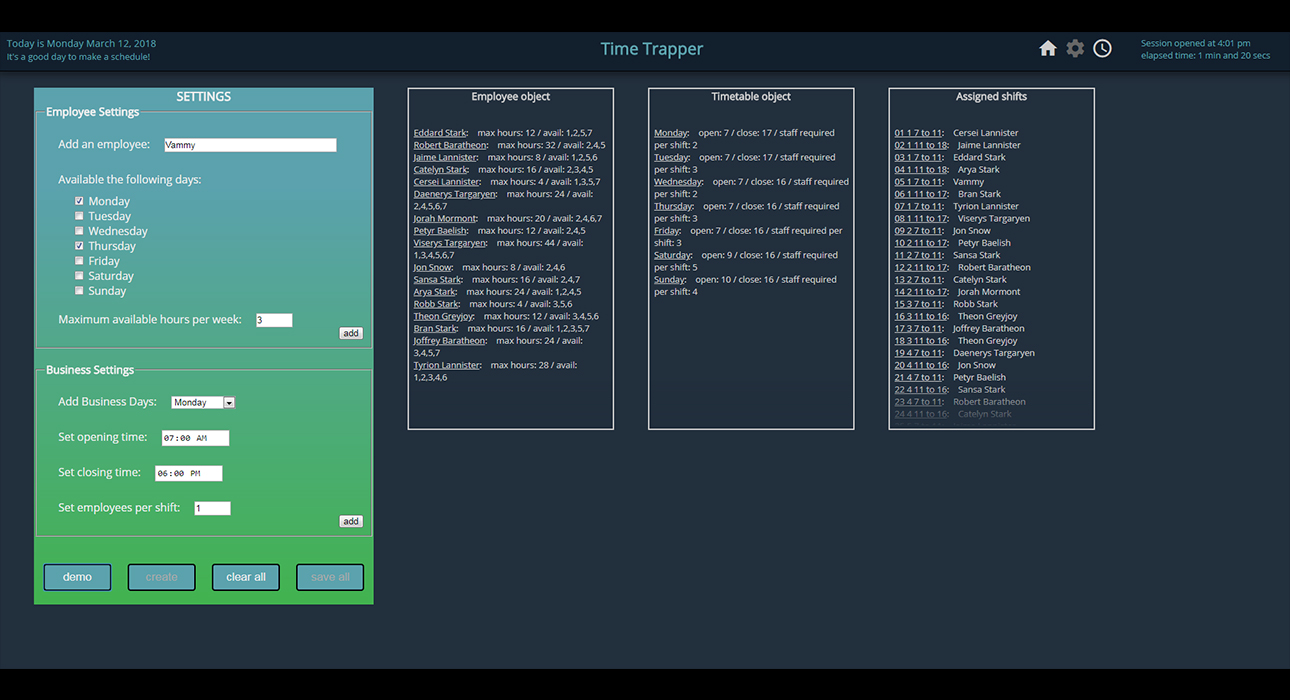 Today is Monday March 12, 2018
It's a good day to make a schedule!
Time Trapper
Session opened at 4:01 pm
elapsed time: 1 min and 20 secs
SETTINGS
Employee Settings
Add an employee: Vammy
Available the following days:
Monday
Tuesday
Wednesday
Thursday
Friday
Saturday
Sunday
Maximum available hours per week: 3
add
Business Settings
Add Business Days: Monday
Set opening time: 07:00 AM
Set closing time: 06:00 PM
Set employees per shift: 1
add
demo create clear all save all
Employee object
Eddard Stark: max hours: 12 / avail: 1,2,5,7
Robert Baratheon: max hours: 32 / avail: 2,4,5
Jaime Lannister: max hours: 8 / avail: 1,2,5,6
Catelyn Stark: max hours: 16 / avail: 2,3,4,5
Cersei Lannister: max hours: 4 / avail: 1,3,5,7
Daenerys Targaryen: max hours: 24 / avail:
2,4,5,6,7
Jorah Mormont: max hours: 20 / avail: 2,4,6,7
Petyr Baelish: max hours: 12 / avail: 2,4,5
Viserys Targaryen: max hours: 44 / avail:
1,3,4,5,6,7
Jon Snow: max hours: 8 / avail: 2,4,6
Sansa Stark: max hours: 16 / avail: 2,4,7
Arya Stark: max hours: 24 / avail: 1,2,4,5
Robb Stark: max hours: 4 / avail: 3,5,6
Theon Greyjoy: max hours: 12 / avail: 3,4,5,6
Bran Stark: max hours: 16 / avail: 1,2,3,5,7
Joffrey Baratheon: max hours: 24 / avail:
3,4,5,7
Tyrion Lannister: max hours: 28 / avail:
1,2,3,4,6
Timetable object
Monday: open: 7 / close: 17 / staff required
per shift: 2
Tuesday: open: 7 / close: 17 / staff required
per shift: 3
Wednesday: open: 7 / close: 16 / staff required
per shift: 2
Thursday: open: 7 / close: 16 / staff required
per shift: 3
Friday: open: 7 / close: 16 / staff required per
shift: 3
Saturday: open: 9 / close: 16 / staff required
per shift: 5
Sunday: open: 10 / close: 16 / staff required
per shift: 4
Assigned shifts
01 1 7 to 11: Cersei Lannister
02 1 11 to 18: Jaime Lannister
03 1 7 to 11: Eddard Stark
04 1 11 to 18: Arya Stark
05 1 7 to 11: Vammy
06 1 11 to 17: Bran Stark
07 1 7 to 11: Tyrion Lannister
08 1 11 to 17: Viserys Targaryen
09 2 7 to 11: Jon Snow
10 2 11 to 17: Petyr Baelish
11 2 7 to 11: Sansa Stark
12 2 11 to 17: Robert Baratheon
13 2 7 to 11: Catelyn Stark
14 2 11 to 17: Jorah Mormont
15 3 7 to 11: Robb Stark
16 3 11 to 16: Theon Greyjoy
17 3 7 to 11: Joffrey Baratheon
18 3 11 to 16: Theon Greyjoy
19 4 7 to 11: Daenerys Targaryen
20 4 11 to 16: Jon Snow
21 4 7 to 11: Petyr Baelish
22 4 11 to 16: Sansa Stark
23 4 7 to 11: Robert Baratheon
24 4 11 to 16: Catelyn Stark